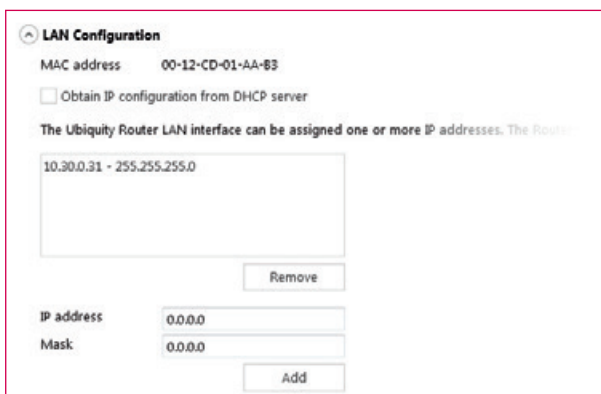 LAN Configuration
MAC address 00-12-CD-01-AA-B3
Obtain IP configuration from DHCP server
The Ubiquity Router LAN interface can be assigned one or more IP addresses. The Router
10.30.0.31 - 255.255.255.0
Remove
IP address 0.0.0.0
Mask 0.0.0.0
Add